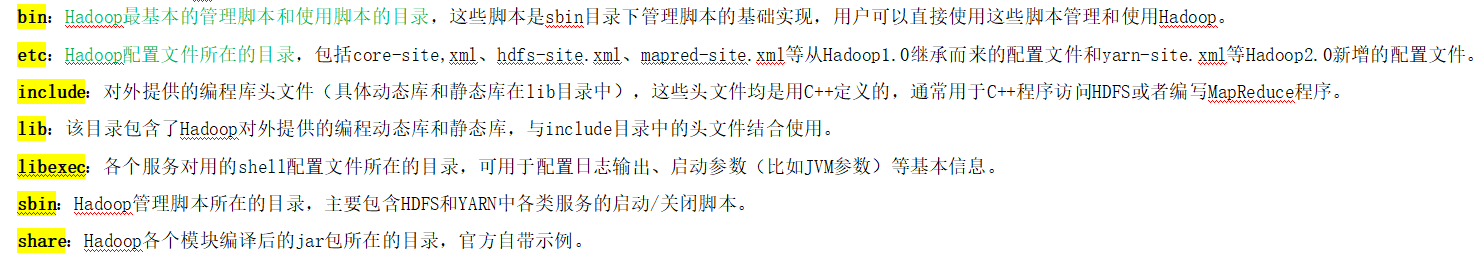 bin：Hadoop最基本的管理脚本和使用脚本的目录，这些脚本是sbin目录下管理脚本的基础实现，用户可以直接使用这些脚本管理和使用Hadoop。
etc：Hadoop配置文件所在的目录，包括core-site,xml、hdfs-site.xml、mapred-site.xml等从Hadoop1.0继承而来的配置文件和yarn-site.xml等Hadoop2.0新增的配置文件。
include：对外提供的编程库头文件（具体动态库和静态库在lib目录中），这些头文件均是用C++定义的，通常用于C++程序访问HDFS或者编写MapReduce程序。
lib：该目录包含了Hadoop对外提供的编程动态库和静态库，与include目录中的头文件结合使用。
libexec：各个服务对用的shell配置文件所在的目录，可用于配置日志输出、启动参数（比如JVM参数）等基本信息。
sbin：Hadoop管理脚本所在的目录，主要包含HDFS和YARN中各类服务的启动/关闭脚本。
share：Hadoop各个模块编译后的jar包所在的目录，官方自带示例。